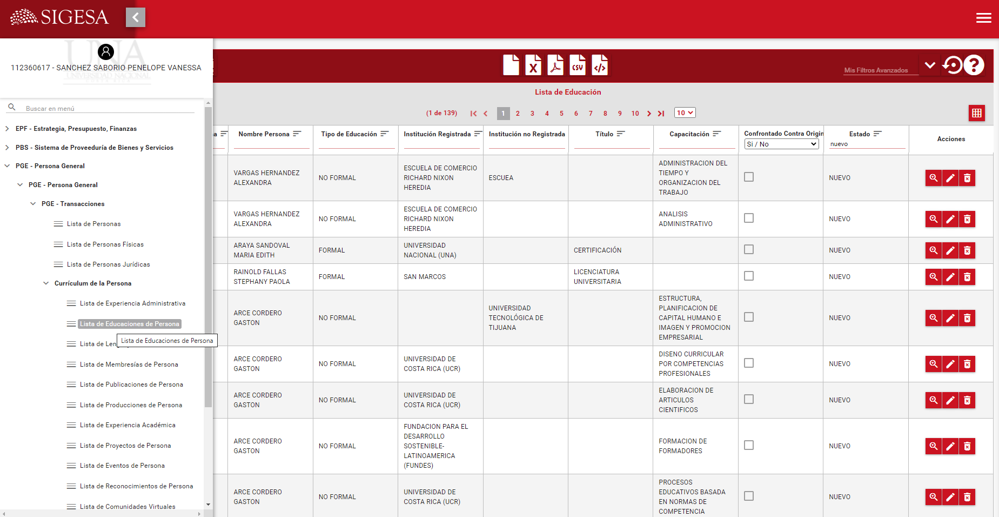 SIGESA
UNA
UNIVERSIDAD NACIONAL
COSTA RICA
112360617 - SANCHEZ SABORIO PENELOPE VANESSA
Buscar en menú
EPF - Estrategia, Presupuesto, Finanzas
PBS - Sistema de Proveeduría de Bienes y Servicios
PGE - Persona General
PGE - Persona General
PGE - Transacciones
Lista de Personas
Lista de Personas Físicas
Lista de Personas Jurídicas
Currículum de la Persona
Lista de Experiencia Administrativa
Lista de Educaciones de Persona
Lista de Educaciones de Persona
Lista de
Lista de Membresías de Persona
Lista de Publicaciones de Persona
Lista de Producciones de Persona
Lista de Experiencia Académica
Lista de Proyectos de Persona
Lista de Eventos de Persona
Lista de Reconocimientos de Persona
Lista de Comunidades Virtuales
X
CSV
</>
Mis Filtros Avanzados
?
Lista de Educación
(1 de 139) 1 2 3 4 5 6 7 8 9 10 10
Nombre Persona Tipo de Educación Institución Registrada Institución no Registrada Título Capacitación Confrontado Contra Origin Estado Acciones
Si / No nuevo
VARGAS HERNANDEZ
ALEXANDRA
NO FORMAL
ESCUELA DE COMERCIO
RICHARD NIXON
HEREDIA
ESCUEA
ADMINISTRACION DEL
TIEMPO Y
ORGANIZACION DEL
TRABAJO
NUEVO
VARGAS HERNANDEZ
ALEXANDRA
NO FORMAL
ESCUELA DE COMERCIO
RICHARD NIXON
HEREDIA
ANALISIS
ADMINISTRATIVO
NUEVO
ARAYA SANDOVAL
MARIA EDITH
FORMAL
UNIVERSIDAD
NACIONAL (UNA)
CERTIFICACIÓN
NUEVO
RAINOLD FALLAS
STEPHANY PAOLA
FORMAL
SAN MARCOS
LICENCIATURA
UNIVERSITARIA
NUEVO
ARCE CORDERO
GASTON
NO FORMAL
UNIVERSIDAD
TECNOLÓGICA DE
TIJUANA
ESTRUCTURA,
PLANIFICACION DE
CAPITAL HUMANO E
IMAGEN Y PROMOCION
EMPRESARIAL
NUEVO
ARCE CORDERO
GASTON
NO FORMAL
UNIVERSIDAD DE
COSTA RICA (UCR)
DISENO CURRICULAR
POR COMPETENCIAS
PROFESIONALES
NUEVO
ARCE CORDERO
GASTON
NO FORMAL
UNIVERSIDAD DE
COSTA RICA (UCR)
ELABORACION DE
ARTICULOS
CIENTIFICOS
NUEVO
ARCE CORDERO
GASTON
NO FORMAL
FUNDACION PARA EL
DESARROLLO
SOSTENIBLE-
LATINOAMERICA
(FUNDES)
FORMACION DE
FORMADORES
NUEVO
ARCE CORDERO
GASTON
NO FORMAL
UNIVERSIDAD DE
COSTA RICA (UCR)
PROCESOS
EDUCATIVOS BASADA
EN NORMAS DE
COMPETENCIA
NUEVO